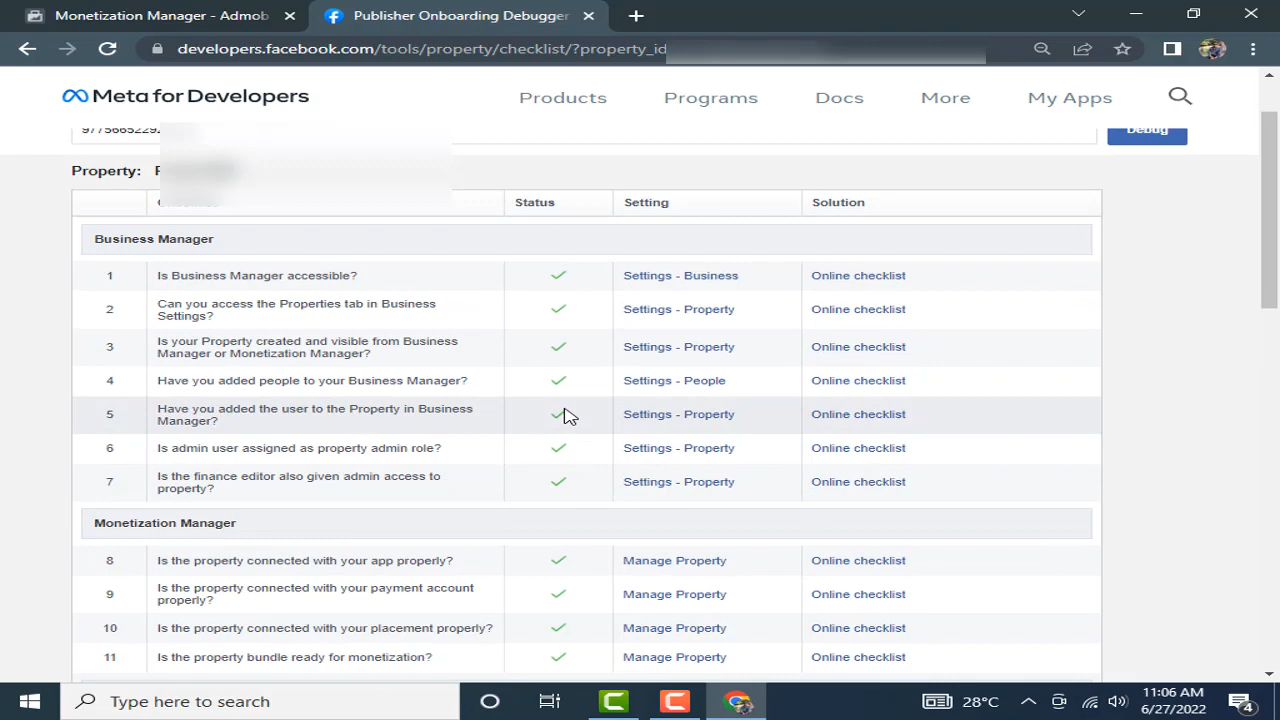 Monetization Manager - Admob
Publisher Onboarding Debugger
developers.facebook.com/tools/property/checklist/?property_id
Meta for Developers
Products
Programs
Docs
More
My Apps
Debug
Property:
Status
Setting
Solution
Business Manager
1 Is Business Manager accessible? Settings - Business Online checklist
2 Can you access the Properties tab in Business Settings - Property Online checklist
Settings?
3 Is your Property created and visible from Business Settings - Property Online checklist
Manager or Monetization Manager?
4 Have you added people to your Business Manager? Settings - People Online checklist
5 Have you added the user to the Property in Business Settings - Property Online checklist
Manager?
6 Is admin user assigned as property admin role? Settings - Property Online checklist
7 Is the finance editor also given admin access to Settings - Property Online checklist
property?
Monetization Manager
8 Is the property connected with your app properly? Manage Property Online checklist
9 Is the property connected with your payment account Manage Property Online checklist
properly?
10 Is the property connected with your placement properly? Manage Property Online checklist
11 Is the property bundle ready for monetization? Manage Property Online checklist
Type here to search
28°C
11:06 AM
6/27/2022
4